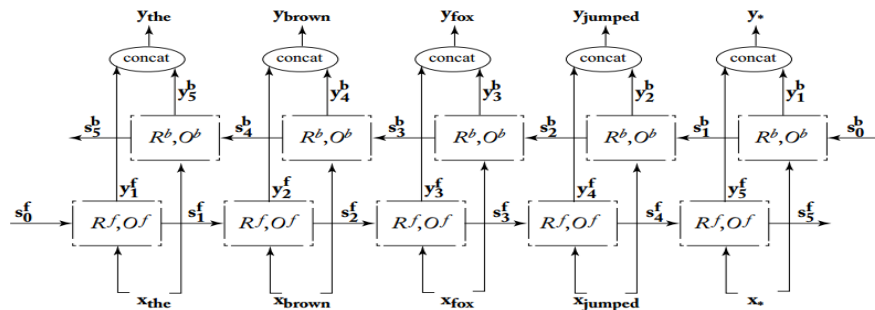 y_the y_brown y_fox y_jumped y_*
concat concat concat concat concat
y^b_5 y^b_4 y^b_3 y^b_2 y^b_1
s^b_5 R^b,O^b s^b_4 R^b,O^b s^b_3 R^b,O^b s^b_2 R^b,O^b s^b_1 R^b,O^b s^b_0
y^f_1 y^f_2 y^f_3 y^f_4 y^f_5
s^f_0 R^f,O^f s^f_1 R^f,O^f s^f_2 R^f,O^f s^f_3 R^f,O^f s^f_4 R^f,O^f s^f_5
x_the x_brown x_fox x_jumped x_*